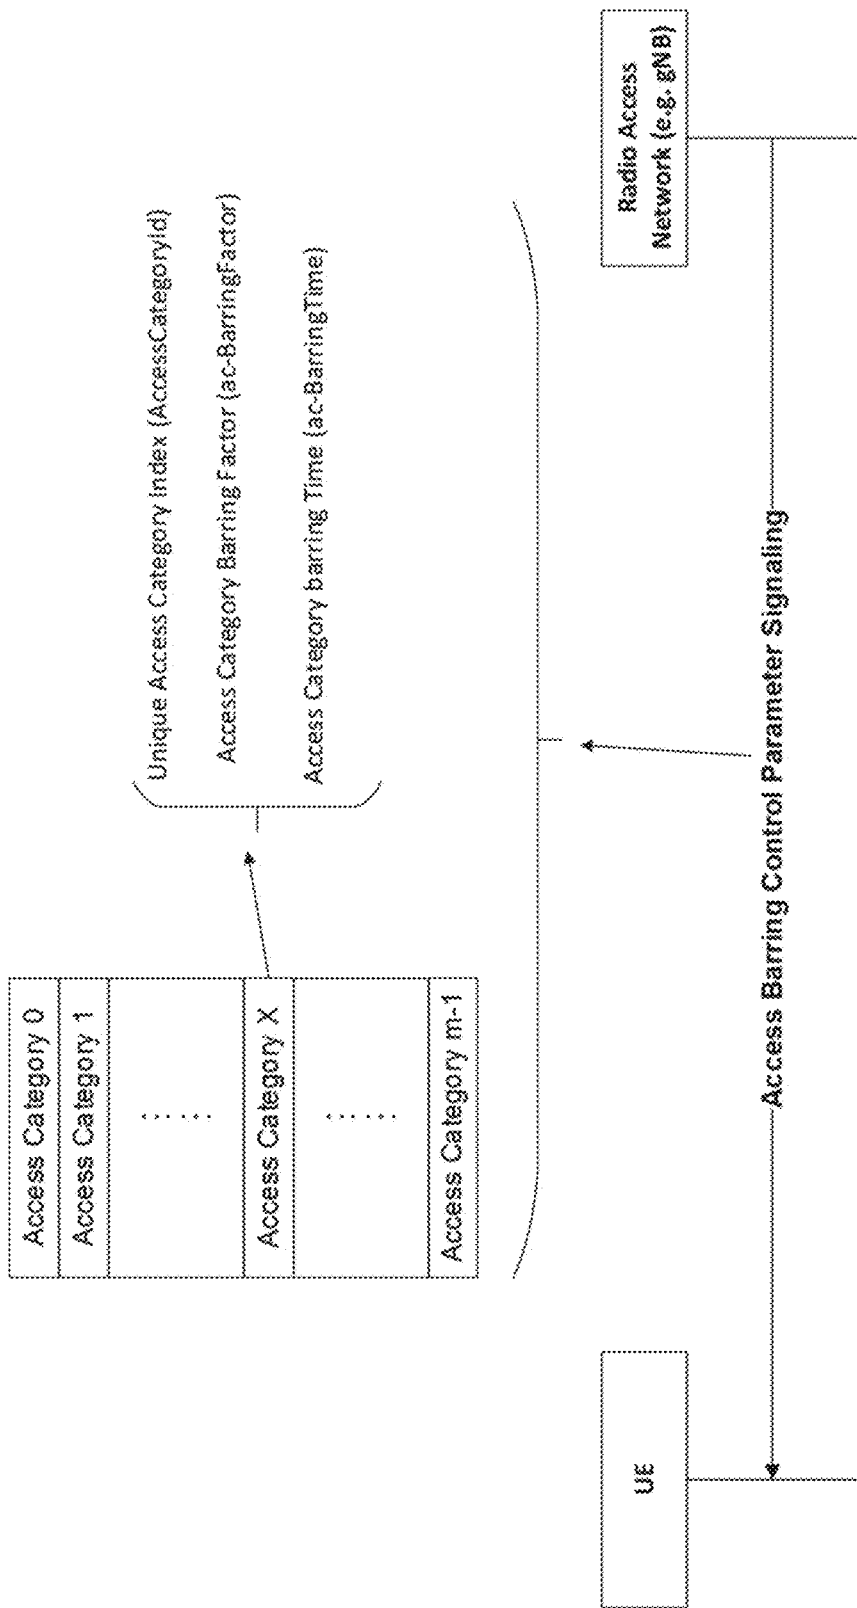 Access Category 0
Access Category 1
Access Category X
Access Category m-1
Unique Access Category Index (AccessCategoryId)
Access Category Barring Factor (ac-BarringFactor)
Access Category barring Time (ac-BarringTime)
UE
Radio Access
Network (e.g. gNB)
Access Barring Control Parameter Signaling